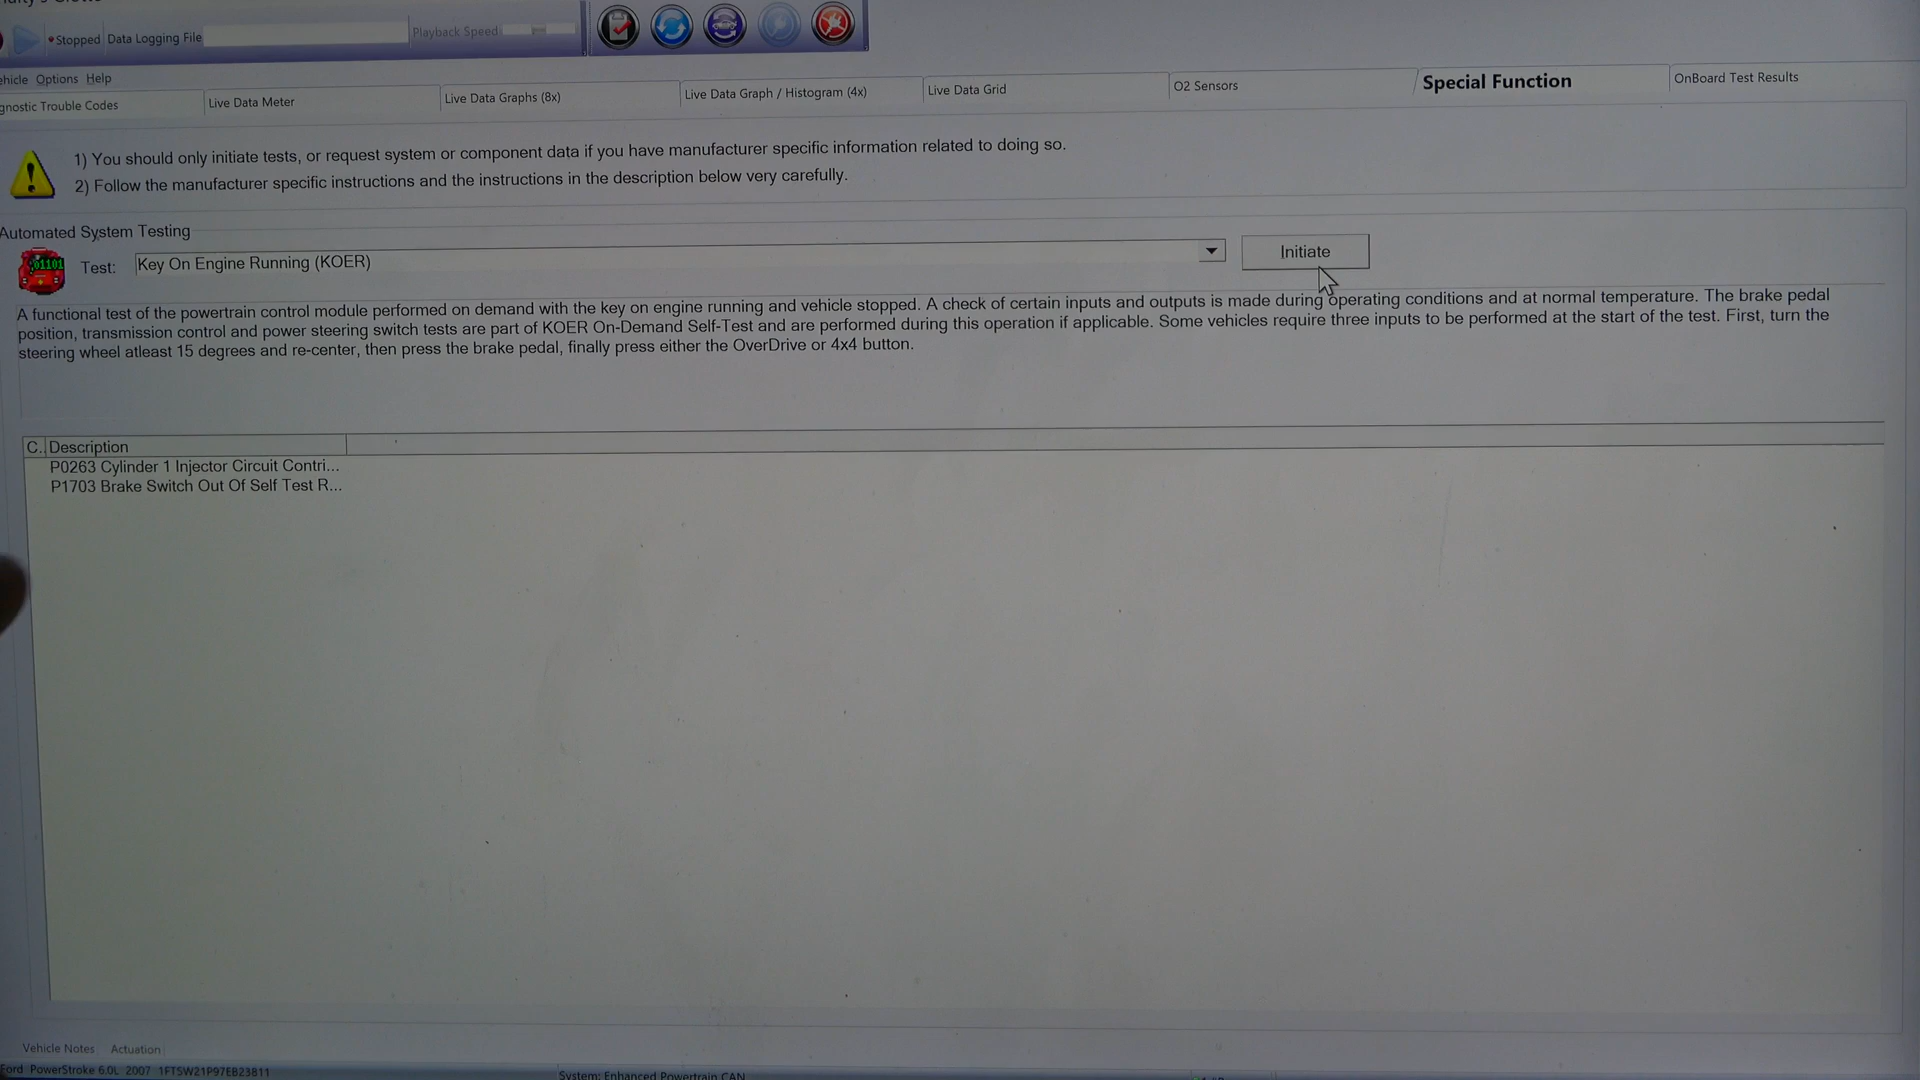 Stopped Data Logging File Playback Speed
Options Help
Live Data Meter Live Data Graphs (8x) Live Data Graph / Histogram (4x) Live Data Grid O2 Sensors Special Function OnBoard Test Results
gnostic Trouble Codes
1) You should only initiate tests, or request system or component data if you have manufacturer specific information related to doing so.
2) Follow the manufacturer specific instructions and the instructions in the description below very carefully.
Automated System Testing
01101
Test: Key On Engine Running (KOER) Initiate
A functional test of the powertrain control module performed on demand with the key on engine running and vehicle stopped. A check of certain inputs and outputs is made during operating conditions and at normal temperature. The brake pedal
position, transmission control and power steering switch tests are part of KOER On-Demand Self-Test and are performed during this operation if applicable. Some vehicles require three inputs to be performed at the start of the test. First, turn the
steering wheel atleast 15 degrees and re-center, then press the brake pedal, finally press either the OverDrive or 4x4 button.
C.. Description
P0263 Cylinder 1 Injector Circuit Contri...
P1703 Brake Switch Out Of Self Test R...
Vehicle Notes Actuation
Ford PowerStroke 6.0L 2007 1FTSW21P97EB23811 System: Enhanced Powertrain CAN